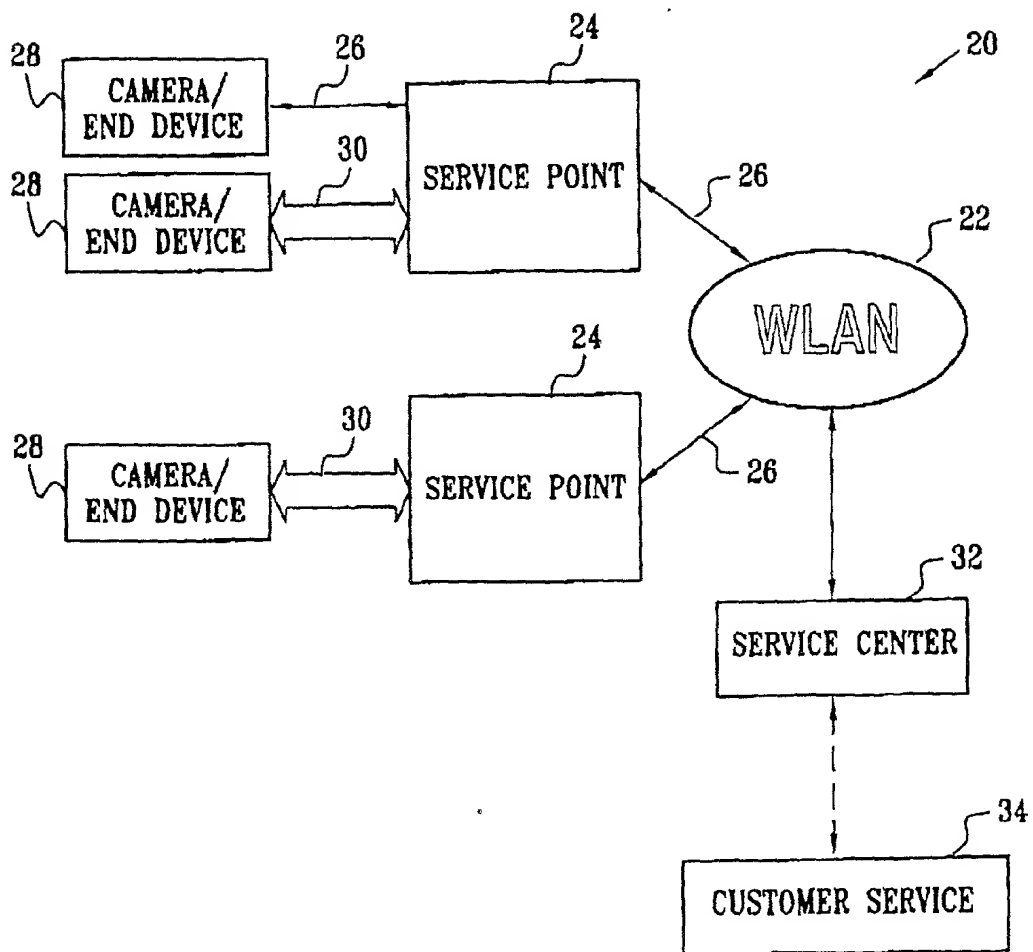 20
24
28
CAMERA/
END DEVICE
26
SERVICE POINT
28
CAMERA/
END DEVICE
30
26
22
WLAN
24
28
CAMERA/
END DEVICE
30
SERVICE POINT
26
32
SERVICE CENTER
34
CUSTOMER SERVICE